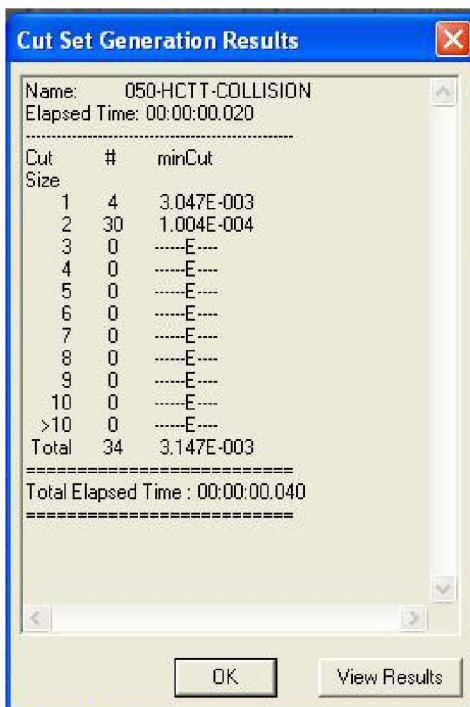 Cut Set Generation Results
Name: 050-HCTT-COLLISION
Elapsed Time: 00:00:00.020
--------------------------------------------
Cut # minCut
Size
1 4 3.047E-003
2 30 1.004E-004
3 0 ------E----
4 0 ------E----
5 0 ------E----
6 0 ------E----
7 0 ------E----
8 0 ------E----
9 0 ------E----
10 0 ------E----
>10 0 ------E----
Total 34 3.147E-003
===========================
Total Elapsed Time : 00:00:00.040
===========================
OK View Results